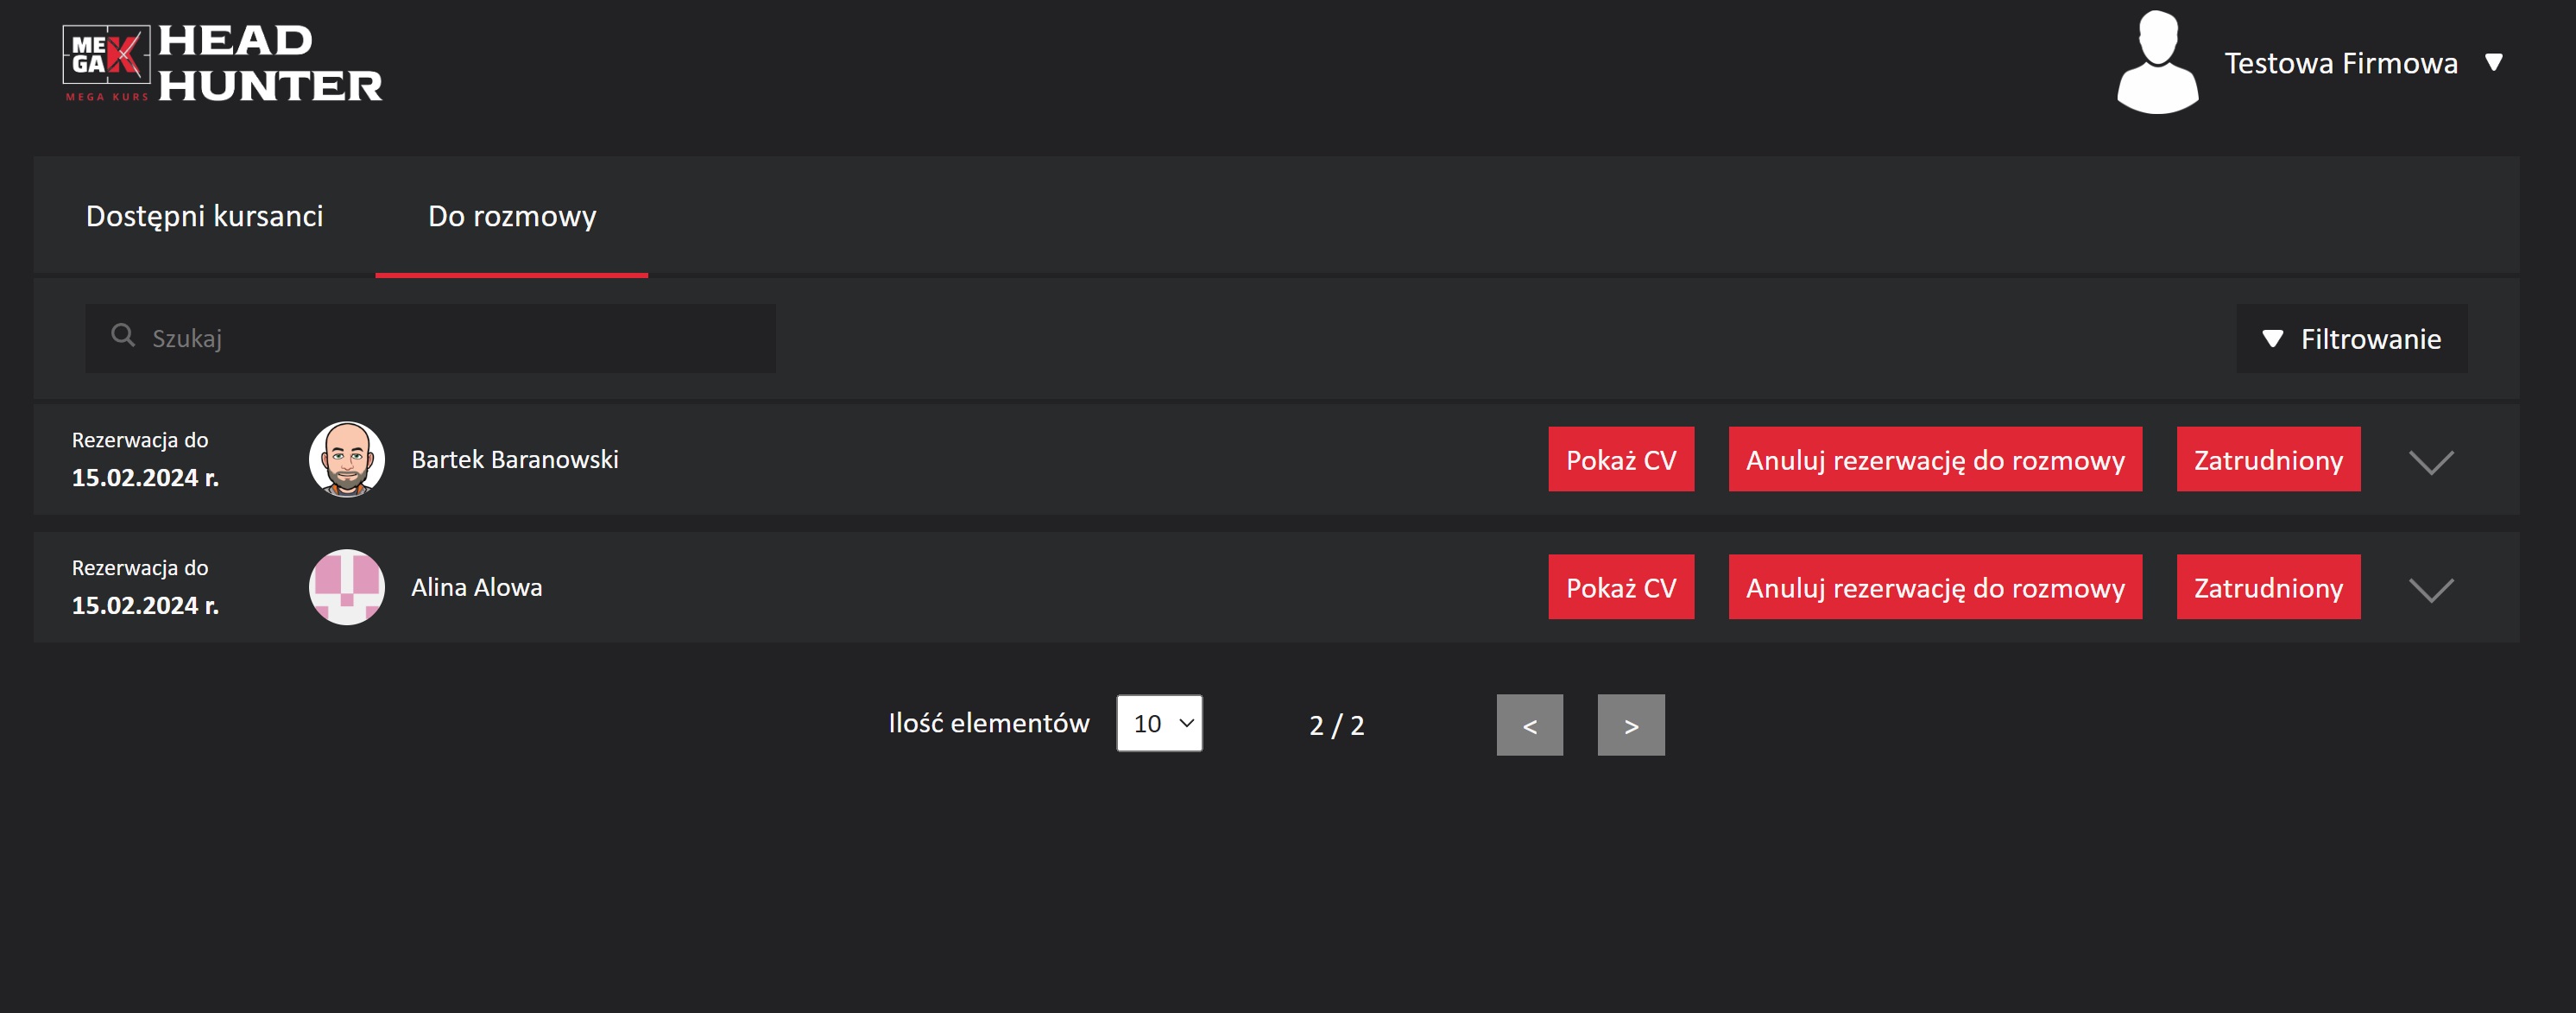 ME
GA K
MEGA KURS
HEAD
HUNTER
Testowa Firmowa
Dostępni kursanci
Do rozmowy
Szukaj
Filtrowanie
Rezerwacja do
15.02.2024 r.
Bartek Baranowski
Pokaż CV
Anuluj rezerwację do rozmowy
Zatrudniony
Rezerwacja do
15.02.2024 r.
Alina Alowa
Pokaż CV
Anuluj rezerwację do rozmowy
Zatrudniony
Ilość elementów
10
2 / 2
<
>